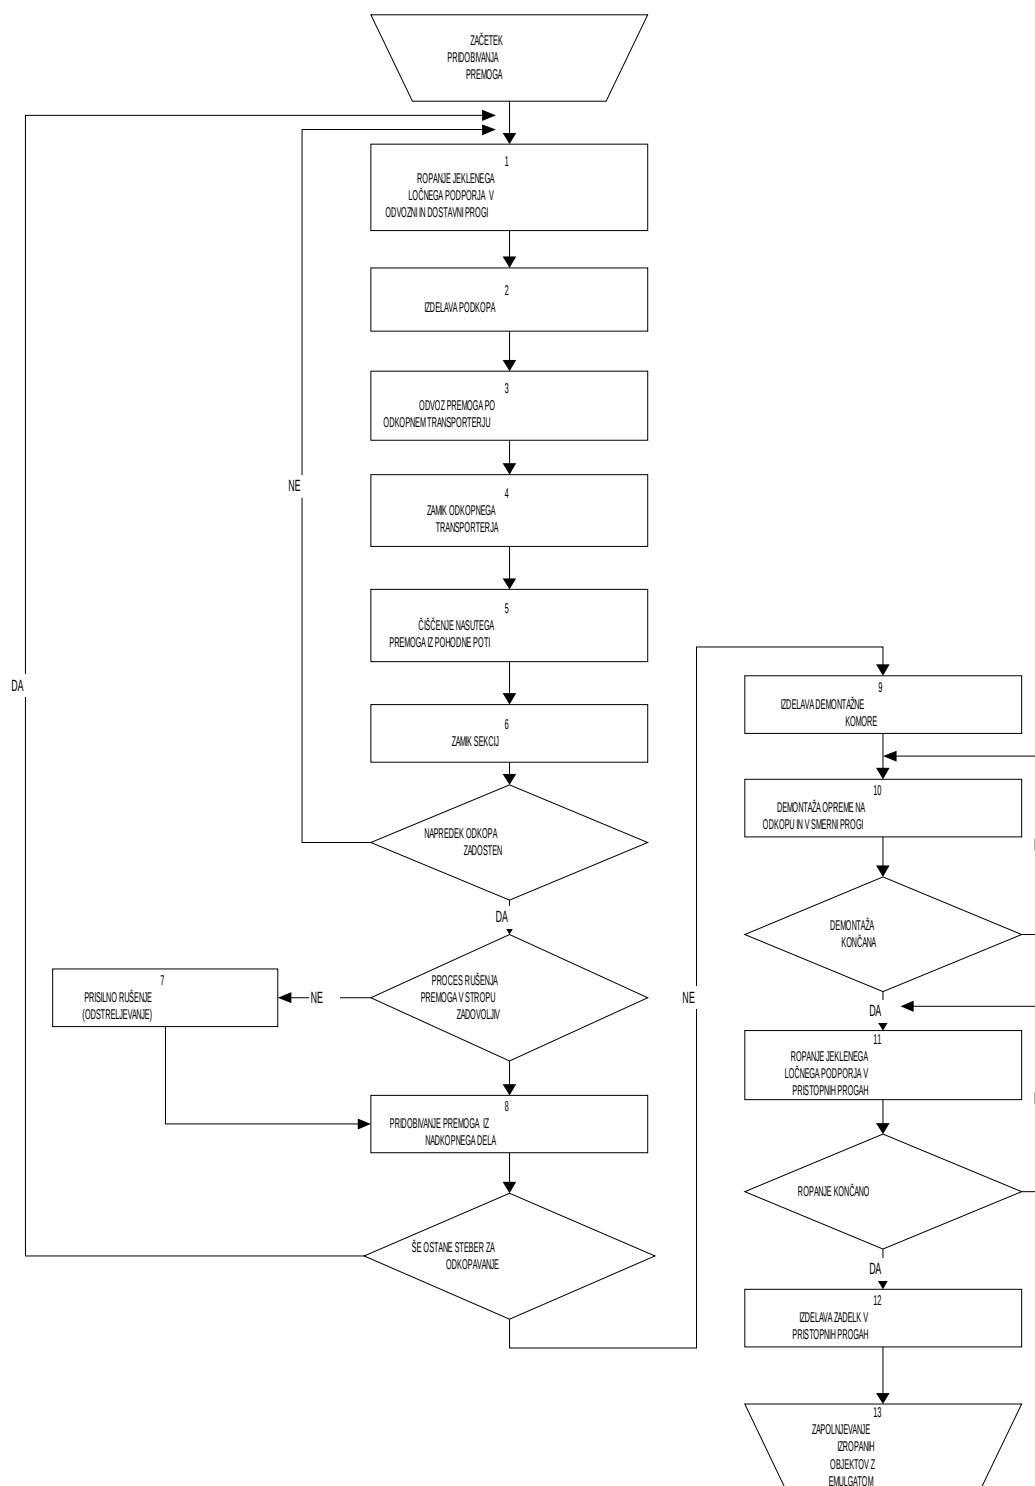 ZAČETEK
PRIDOBIVANJA
PREMOGA
1
ROPANJE JEKLENEGA
LOČNEGA PODPORJA V
ODVOZNI IN DOSTAVNI PROGI
2
IZDELAVA PODKOPA
3
ODVOZ PREMOGA PO
ODKOPNEM TRANSPORTERJU
NE
4
ZAMIK ODKOPNEGA
TRANSPORTERJA
5
ČIŠČENJE NASUTEGA
PREMOGA IZ POHODNE POTI
DA
6
ZAMIK SEKCIJ
NAPREDEK ODKOPA
ZADOSTEN
DA
PROCES RUŠENJA
PREMOGA V STROPU
ZADOVOLJIV
NE
7
PRISILNO RUŠENJE
(ODSTRELJEVANJE)
8
PRIDOBIVANJE PREMOGA IZ
NADKOPNEGA DELA
ŠE OSTANE STEBER ZA
ODKOPAVANJE
NE
9
IZDELAVA DEMONTAŽNE
KOMORE
10
DEMONTAŽA OPREME NA
ODKOPU IN V SMERNI PROGI
DEMONTAŽA
KONČANA
DA
11
ROPANJE JEKLENEGA
LOČNEGA PODPORJA V
PRISTOPNIH PROGAH
ROPANJE KONČANO
DA
12
IZDELAVA ZADELK V
PRISTOPNIH PROGAH
13
ZAPOLNJEVANJE
IZROPANIH
OBJEKTOV Z
EMULGATOM